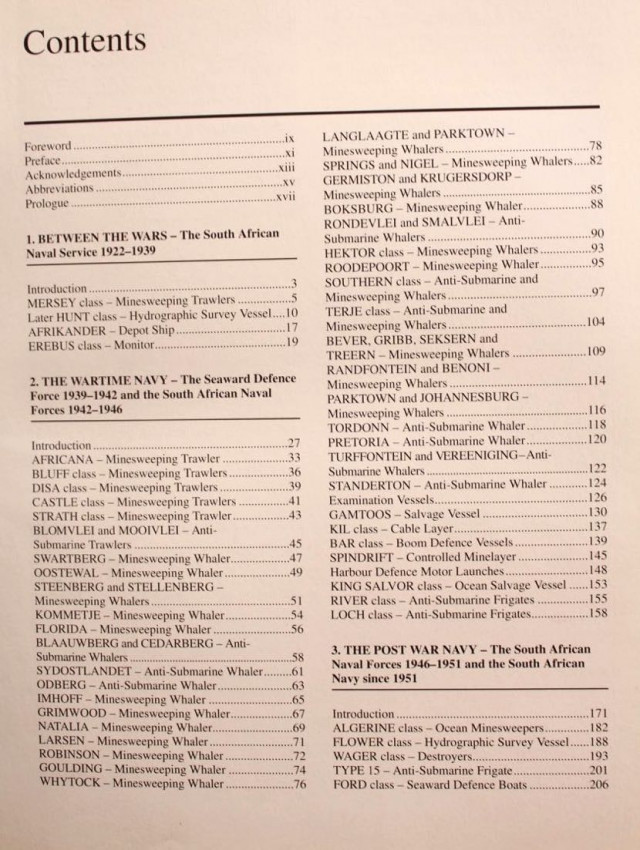 Contents
Foreword ix
Preface xi
Acknowledgements xiii
Abbreviations xv
Prologue xvii
1. BETWEEN THE WARS – The South African
Naval Service 1922–1939
Introduction 3
MERSEY class – Minesweeping Trawlers 5
Later HUNT class – Hydrographic Survey Vessel 10
AFRIKANDER – Depot Ship 17
EREBUS class – Monitor 19
2. THE WARTIME NAVY – The Seaward Defence
Force 1939–1942 and the South African Naval
Forces 1942–1946
Introduction 27
AFRICANA – Minesweeping Trawler 33
BLUFF class – Minesweeping Trawlers 36
DISA class – Minesweeping Trawlers 39
CASTLE class – Minesweeping Trawlers 41
STRATH class – Minesweeping Trawler 43
BLOMVLEI and MOOIVLEI – Anti-
Submarine Trawlers 45
SWARTBERG – Minesweeping Whaler 47
OOSTEWAL – Minesweeping Whaler 49
STEENBERG and STELLENBERG –
Minesweeping Whalers 51
KOMMETJE – Minesweeping Whaler 54
FLORIDA – Minesweeping Whaler 56
BLAAUWBERG and CEDARBERG – Anti-
Submarine Whalers 58
SYDOSTLANDET – Anti-Submarine Whaler 61
ODBERG – Anti-Submarine Whaler 63
IMHOFF – Minesweeping Whaler 65
GRIMWOOD – Minesweeping Whaler 67
NATALIA – Minesweeping Whaler 69
LARSEN – Minesweeping Whaler 71
ROBINSON – Minesweeping Whaler 72
GOULDING – Minesweeping Whaler 74
WHYTOCK – Minesweeping Whaler 76
LANGLAAGTE and PARKTOWN –
Minesweeping Whalers 78
SPRINGS and NIGEL – Minesweeping Whalers 82
GERMISTON and KRUGERSDORP –
Minesweeping Whalers 85
BOKSBURG – Minesweeping Whaler 88
RONDEVLEI and SMALVLEI – Anti-
Submarine Whalers 90
HEKTOR class – Minesweeping Whalers 93
ROODEPOORT – Minesweeping Whaler 95
SOUTHERN class – Anti-Submarine and
Minesweeping Whalers 97
TERJE class – Anti-Submarine and
Minesweeping Whalers 104
BEVER, GRIBB, SEKSERN and
TREERN – Minesweeping Whalers 109
RANDFONTEIN and BENONI –
Minesweeping Whalers 114
PARKTOWN and JOHANNESBURG –
Minesweeping Whalers 116
TORDONN – Anti-Submarine Whaler 118
PRETORIA – Anti-Submarine Whaler 120
TURFFONTEIN and VEREENIGING–Anti-
Submarine Whalers 122
STANDERTON – Anti-Submarine Whaler 124
Examination Vessels 126
GAMTOOS – Salvage Vessel 130
KIL class – Cable Layer 137
BAR class – Boom Defence Vessels 139
SPINDRIFT – Controlled Minelayer 145
Harbour Defence Motor Launches 148
KING SALVOR class – Ocean Salvage Vessel 153
RIVER class – Anti-Submarine Frigates 155
LOCH class – Anti-Submarine Frigates 158
3. THE POST WAR NAVY – The South African
Naval Forces 1946–1951 and the South African
Navy since 1951
Introduction 171
ALGERINE class – Ocean Minesweepers 182
FLOWER class – Hydrographic Survey Vessel 188
WAGER class – Destroyers 193
TYPE 15 – Anti-Submarine Frigate 201
FORD class – Seaward Defence Boats 206